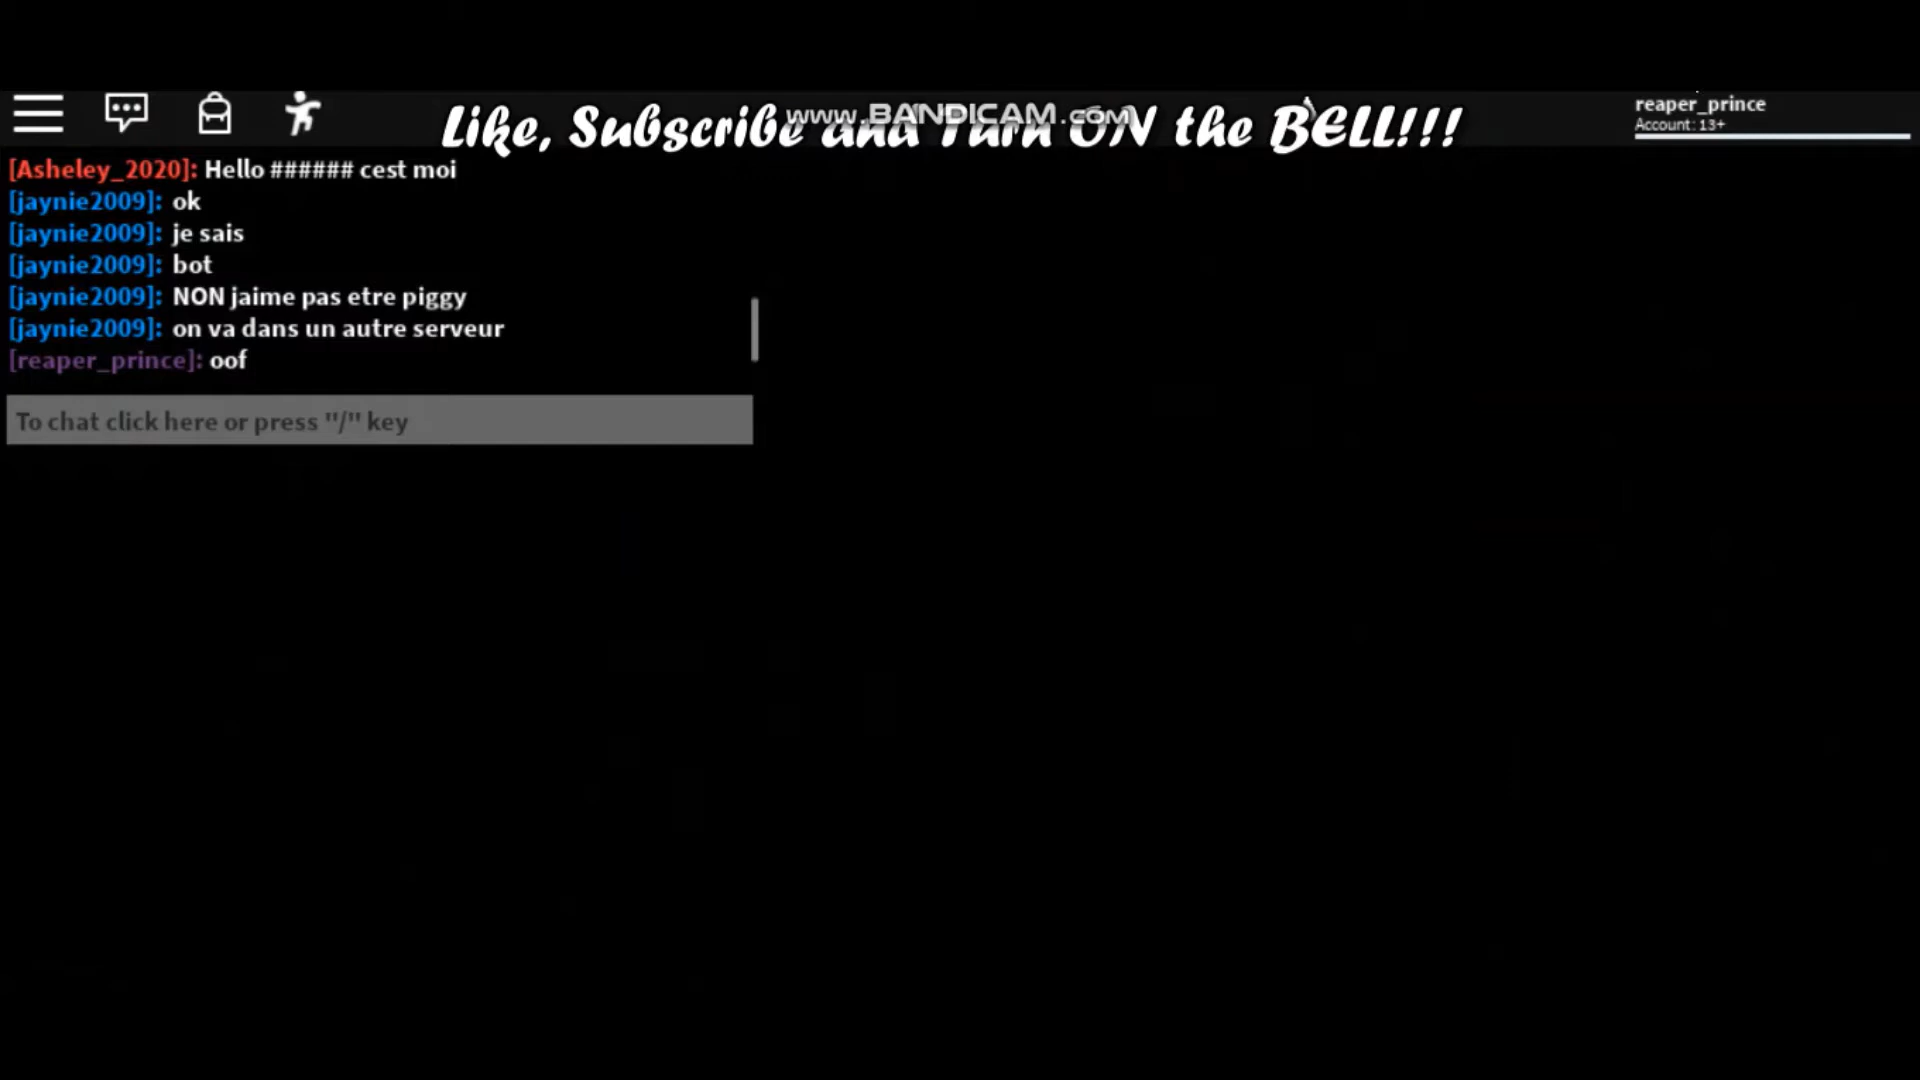 Like, Subscribe and Turn ON the BELL!!!
www.BANDICAM.com
reaper_prince
Account: 13+
[Asheley_2020]: Hello ###### cest moi
[jaynie2009]: ok
[jaynie2009]: je sais
[jaynie2009]: bot
[jaynie2009]: NON jaime pas etre piggy
[jaynie2009]: on va dans un autre serveur
[reaper_prince]: oof
To chat click here or press "/" key